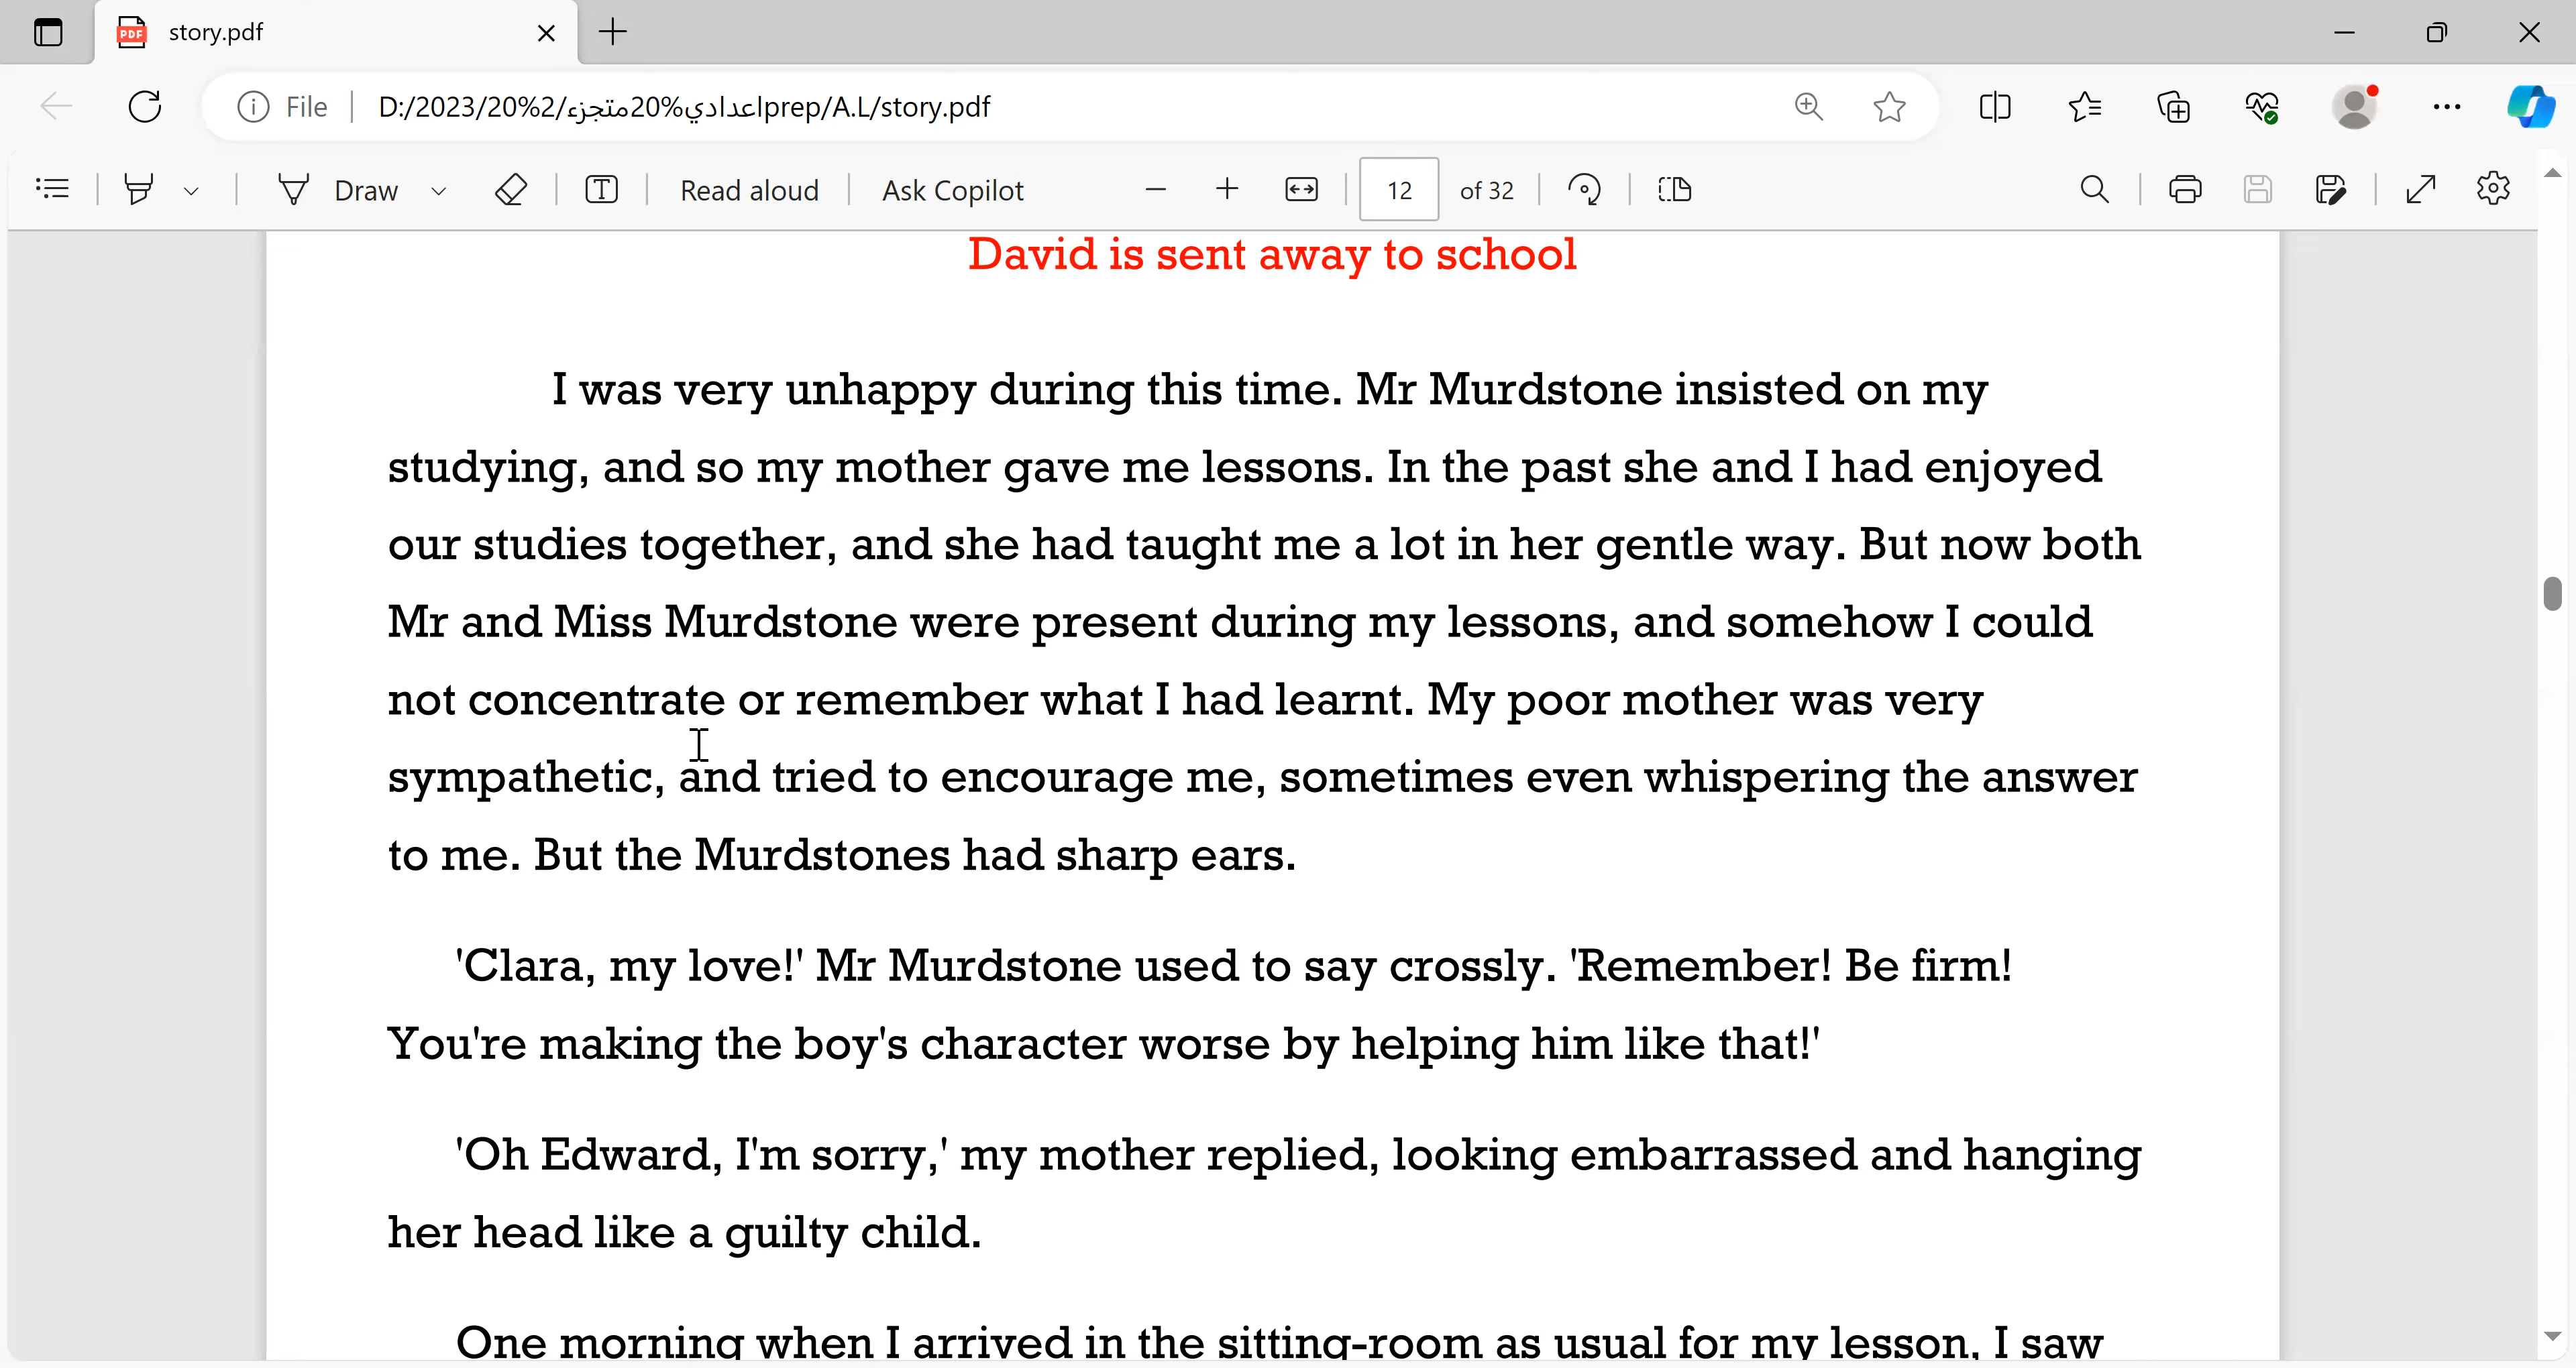 story.pdf
File
D:/2023/20%2/اعدادي%20متجزءprep/A.L/story.pdf
Draw
Read aloud
Ask Copilot
12 of 32
David is sent away to school
I was very unhappy during this time. Mr Murdstone insisted on my
studying, and so my mother gave me lessons. In the past she and I had enjoyed
our studies together, and she had taught me a lot in her gentle way. But now both
Mr and Miss Murdstone were present during my lessons, and somehow I could
not concentrate or remember what I had learnt. My poor mother was very
sympathetic, and tried to encourage me, sometimes even whispering the answer
to me. But the Murdstones had sharp ears.
'Clara, my love!' Mr Murdstone used to say crossly. 'Remember! Be firm!
You're making the boy's character worse by helping him like that!'
'Oh Edward, I'm sorry,' my mother replied, looking embarrassed and hanging
her head like a guilty child.
One morning when I arrived in the sitting-room as usual for my lesson, I saw